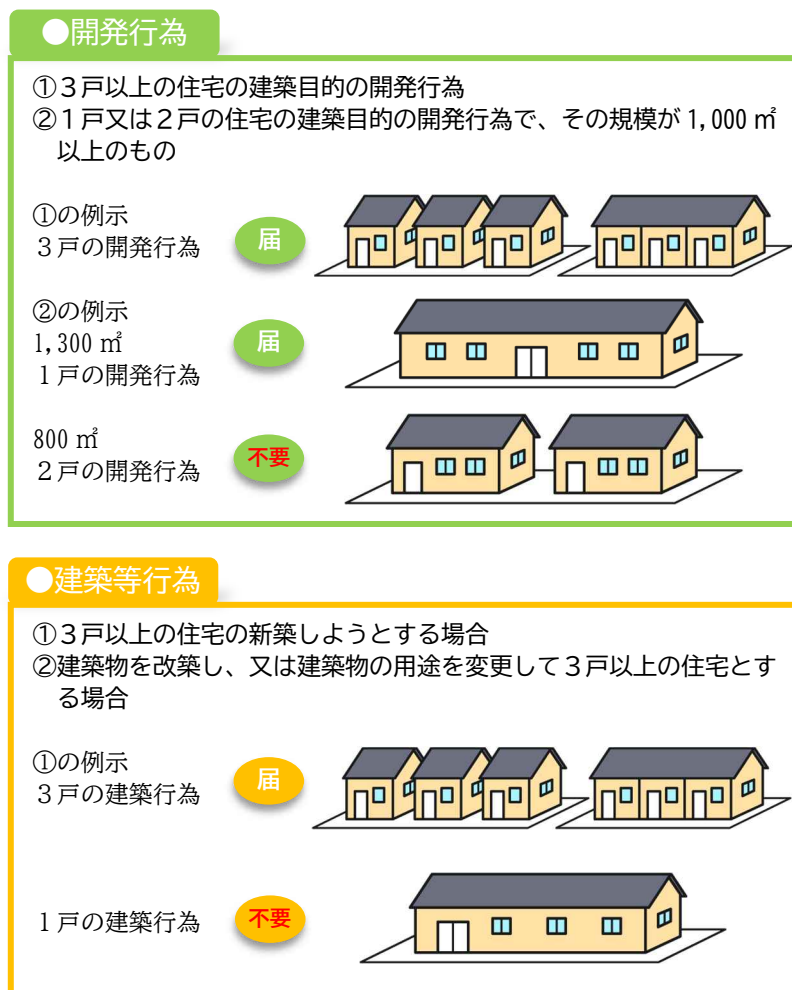 ●開発行為
①３戸以上の住宅の建築目的の開発行為
②１戸又は２戸の住宅の建築目的の開発行為で、その規模が 1,000 ㎡
以上のもの
①の例示
３戸の開発行為
届
②の例示
1,300 ㎡
１戸の開発行為
届
800 ㎡
２戸の開発行為
不要
●建築等行為
①３戸以上の住宅の新築しようとする場合
②建築物を改築し、又は建築物の用途を変更して３戸以上の住宅とす
る場合
①の例示
３戸の建築行為
届
１戸の建築行為
不要